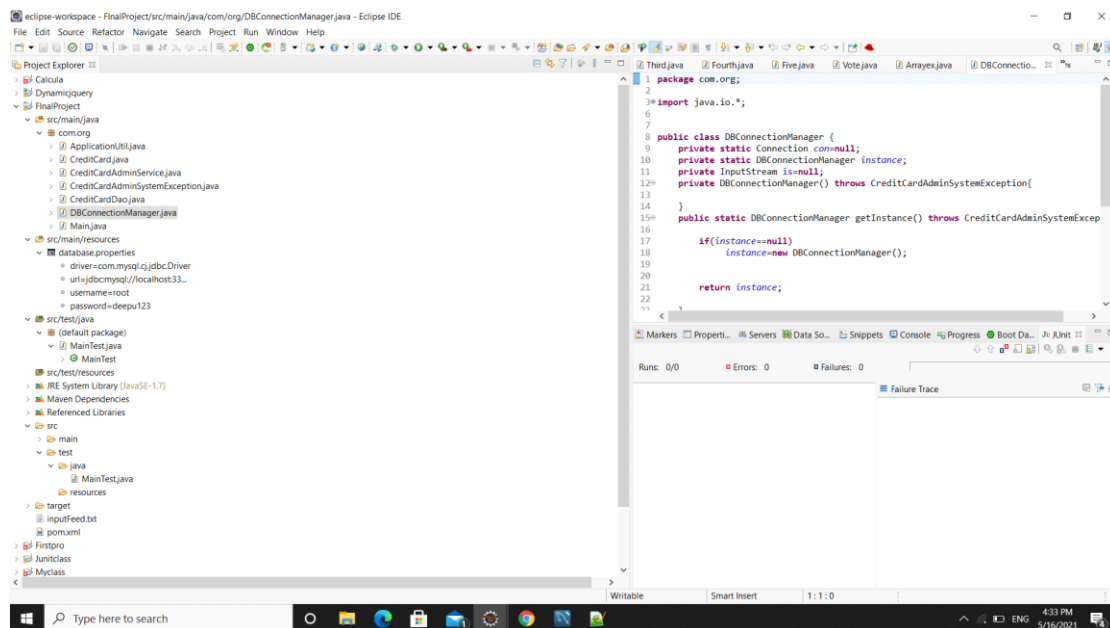 eclipse-workspace - FInalProject/src/main/java/com/org/DBConnectionManager.java - Eclipse IDE
File Edit Source Refactor Navigate Search Project Run Window Help
Project Explorer
Calcula
Dynamicjquery
FInalProject
src/main/java
com.org
ApplicationUtil.java
CreditCard.java
CreditCardAdminService.java
CreditCardAdminSystemException.java
CreditCardDao.java
DBConnectionManager.java
Main.java
src/main/resources
database.properties
driver=com.mysql.cj.jdbc.Driver
url=jdbc:mysql://localhost:33...
username=root
password=deepu123
src/test/java
(default package)
MainTest.java
MainTest
src/test/resources
JRE System Library [JavaSE-1.7]
Maven Dependencies
Referenced Libraries
src
main
test
java
MainTest.java
resources
target
inputFeed.txt
pom.xml
Firstpro
Junitclass
Myclass
Third.java Fourth.java Five.java Vote.java Arrayex.java DBConnectio...
1 package com.org;
2
3 import java.io.*;
6
7
8 public class DBConnectionManager {
9 private static Connection con=null;
10 private static DBConnectionManager instance;
11 private InputStream is=null;
12 private DBConnectionManager() throws CreditCardAdminSystemException{
13
14 }
15 public static DBConnectionManager getInstance() throws CreditCardAdminSystemExcep
16
17 if(instance==null)
18 instance=new DBConnectionManager();
19
20
21 return instance;
22
Markers Properti... Servers Data So... Snippets Console Progress Boot Da... JUnit
Runs: 0/0 Errors: 0 Failures: 0
Failure Trace
Writable Smart Insert 1 : 1 : 0
Type here to search
ENG
4:33 PM
5/16/2021